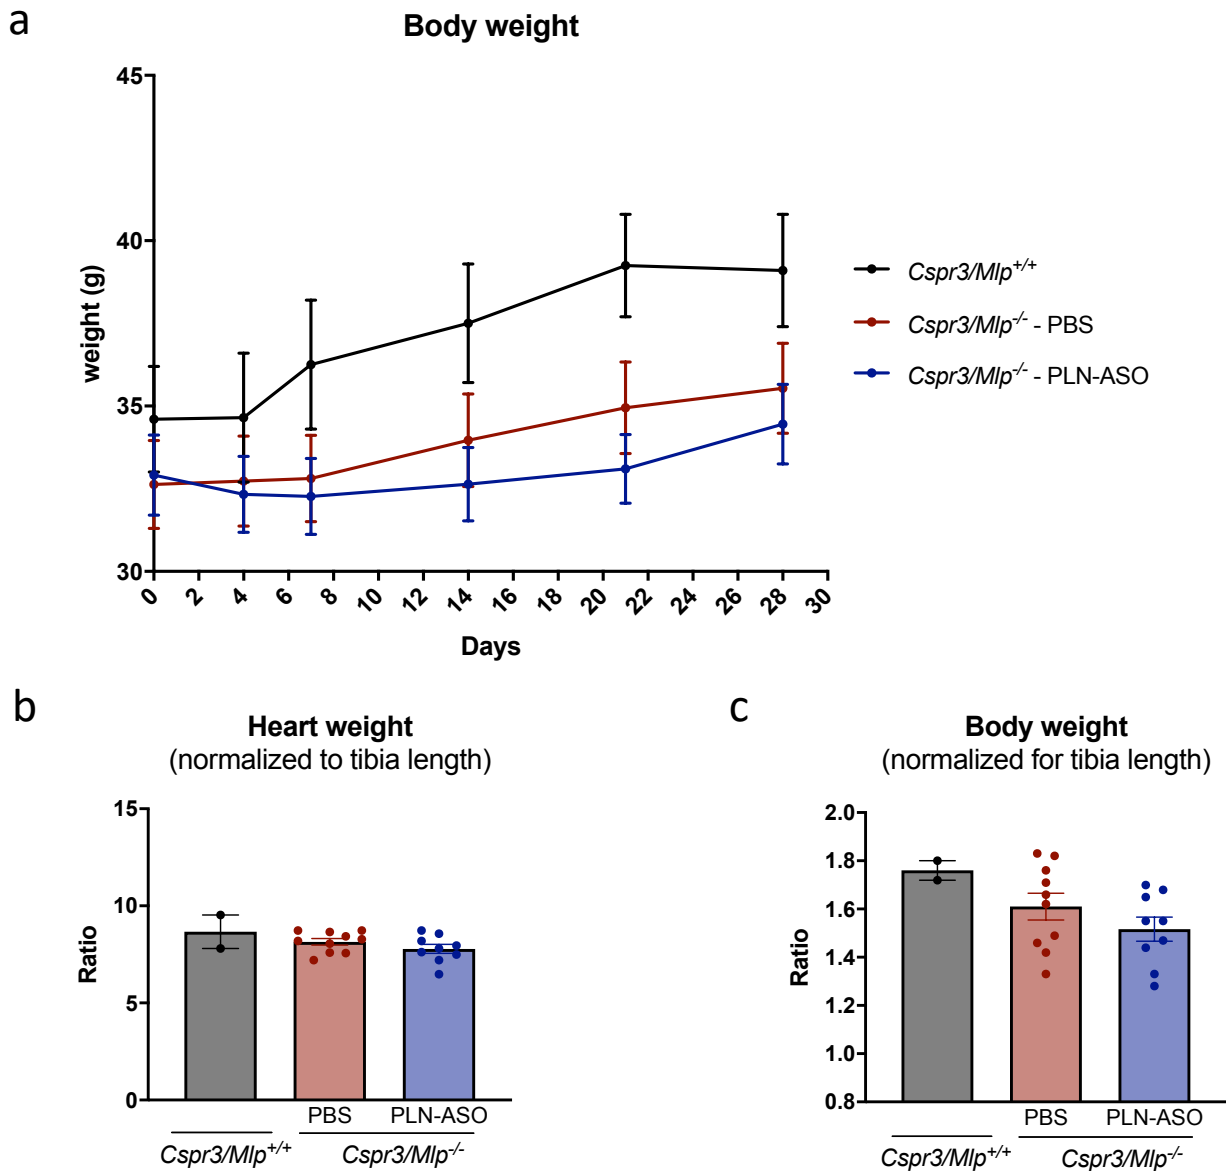 a
Body weight
45
40
35
30
weight (g)
0 2 4 6 8 10 12 14 16 18 20 22 24 26 28 30
Days
Cspr3/Mlp+/+
Cspr3/Mlp-/- - PBS
Cspr3/Mlp-/- - PLN-ASO
b
Heart weight
(normalized to tibia length)
15
10
5
0
Ratio
PBS PLN-ASO
Cspr3/Mlp+/+ Cspr3/Mlp-/-
c
Body weight
(normalized for tibia length)
2.0
1.8
1.6
1.4
1.2
1.0
0.8
Ratio
PBS PLN-ASO
Cspr3/Mlp+/+ Cspr3/Mlp-/-